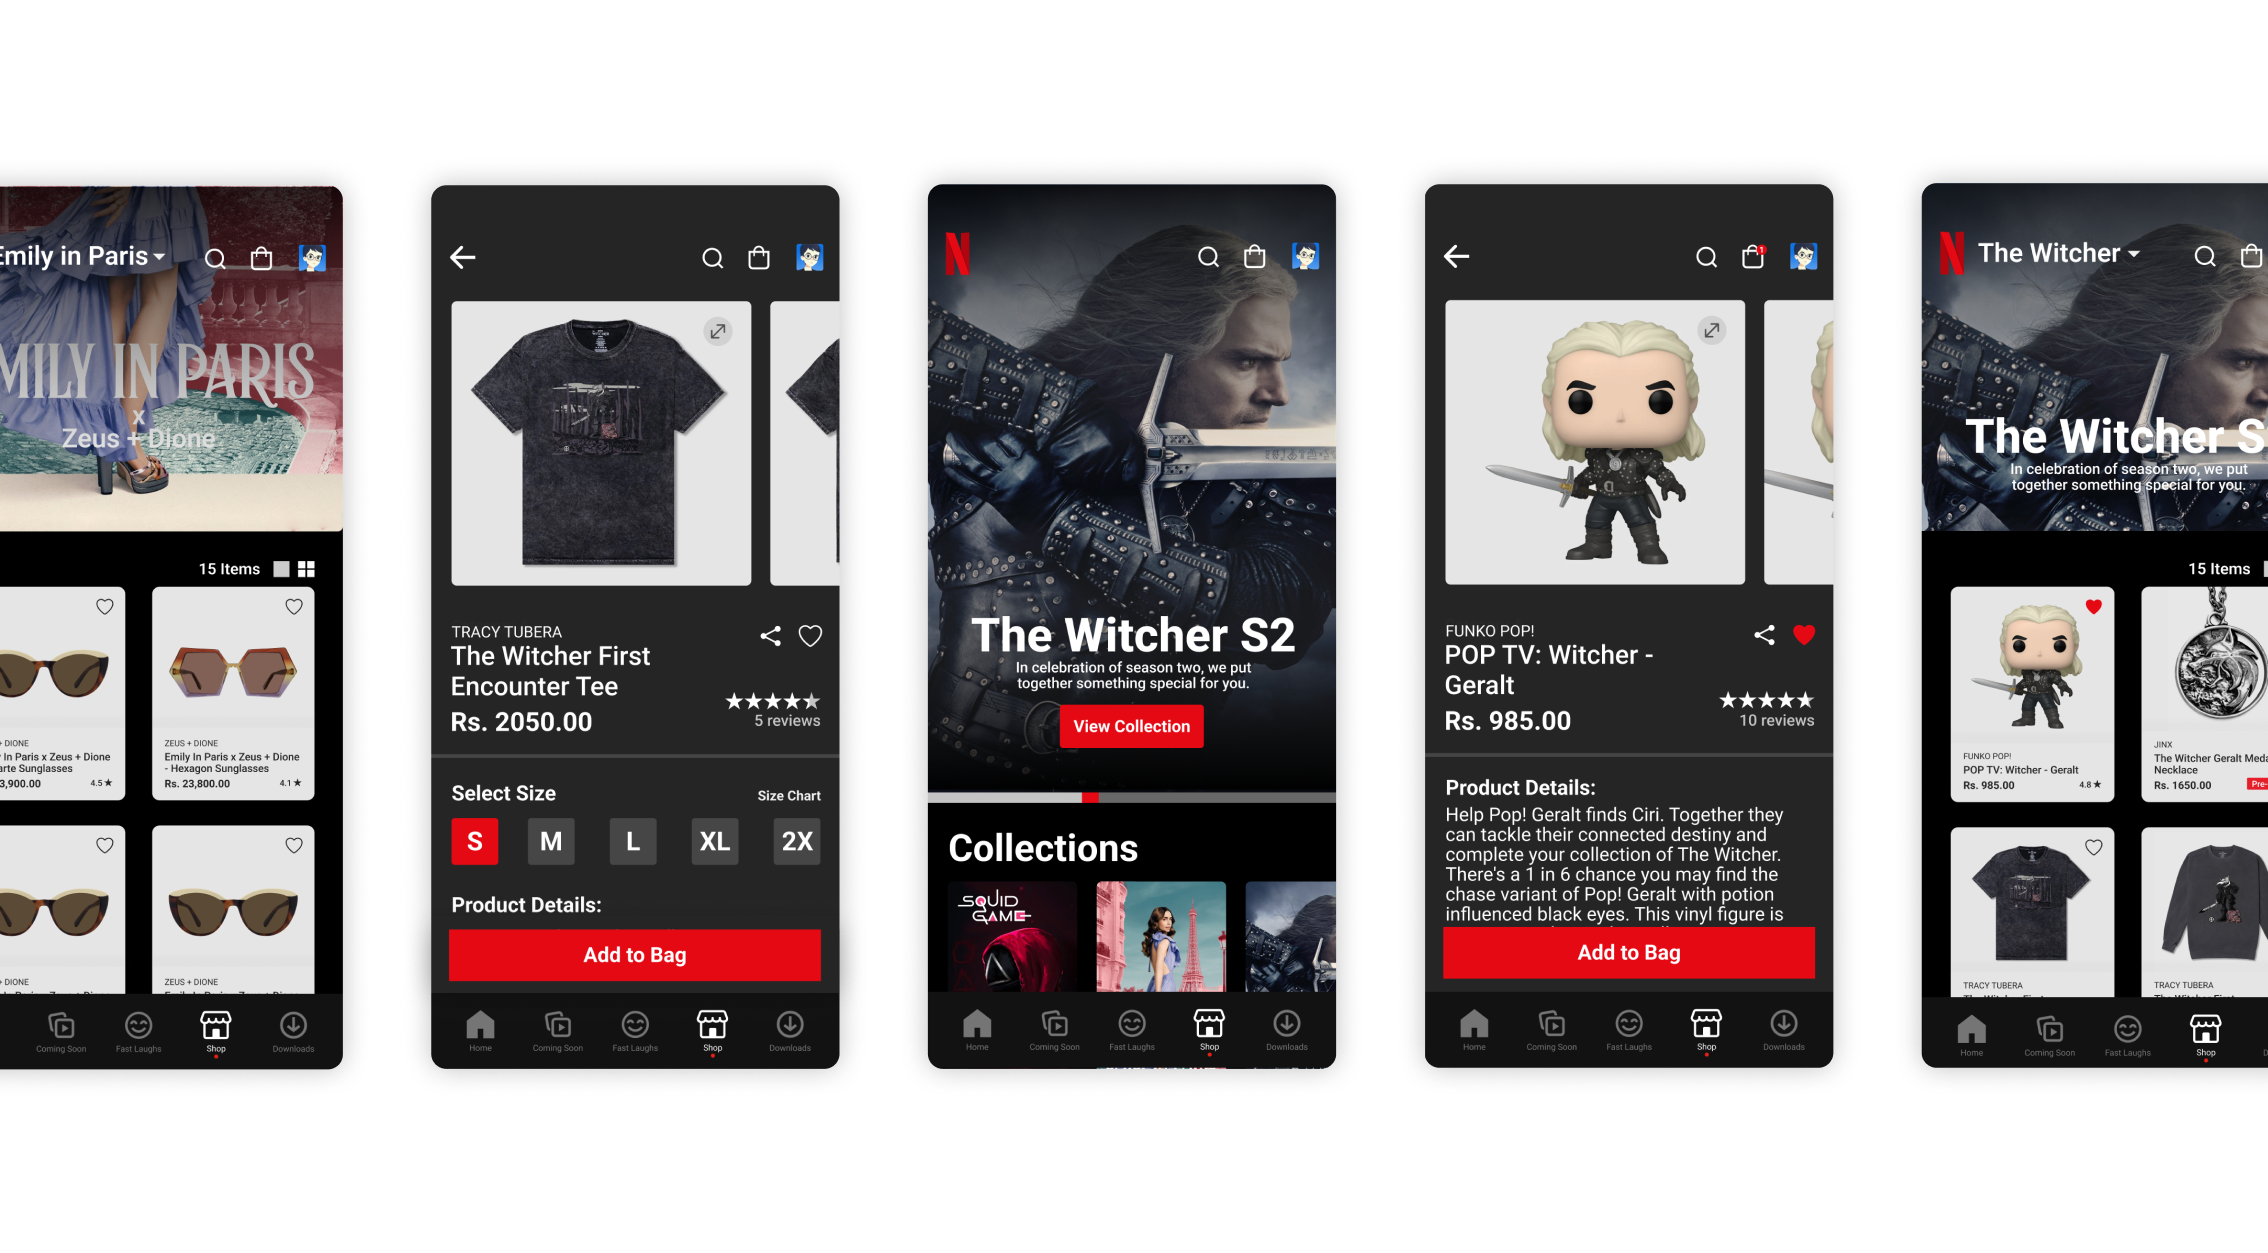 Emily in Paris
EMILY IN PARIS
x
Zeus + Dione
15 Items
+ DIONE
In Paris x Zeus + Dione
Sunglasses
3,900.00
4.5 ★
ZEUS + DIONE
Emily In Paris x Zeus + Dione
- Hexagon Sunglasses
Rs. 23,800.00
4.1 ★
+ DIONE
ZEUS + DIONE
Coming Soon
Fast Laughs
Shop
Downloads
TRACY TUBERA
The Witcher First
Encounter Tee
Rs. 2050.00
5 reviews
Select Size
Size Chart
S
M
L
XL
2X
Product Details:
Add to Bag
Home
Coming Soon
Fast Laughs
Shop
Downloads
N
The Witcher S2
In celebration of season two, we put
together something special for you.
View Collection
Collections
SQUID
GAME
Home
Coming Soon
Fast Laughs
Shop
Downloads
1
FUNKO POP!
POP TV: Witcher -
Geralt
Rs. 985.00
10 reviews
Product Details:
Help Pop! Geralt finds Ciri. Together they
can tackle their connected destiny and
complete your collection of The Witcher.
There's a 1 in 6 chance you may find the
chase variant of Pop! Geralt with potion
influenced black eyes. This vinyl figure is
Add to Bag
Home
Coming Soon
Fast Laughs
Shop
Downloads
N
The Witcher
The Witcher S
In celebration of season two, we put
together something special for you.
15 Items
FUNKO POP!
POP TV: Witcher - Geralt
Rs. 985.00
4.8 ★
JINX
The Witcher Geralt Meda
Necklace
Rs. 1650.00
Pre-
TRACY TUBERA
TRACY TUBERA
Home
Coming Soon
Fast Laughs
Shop